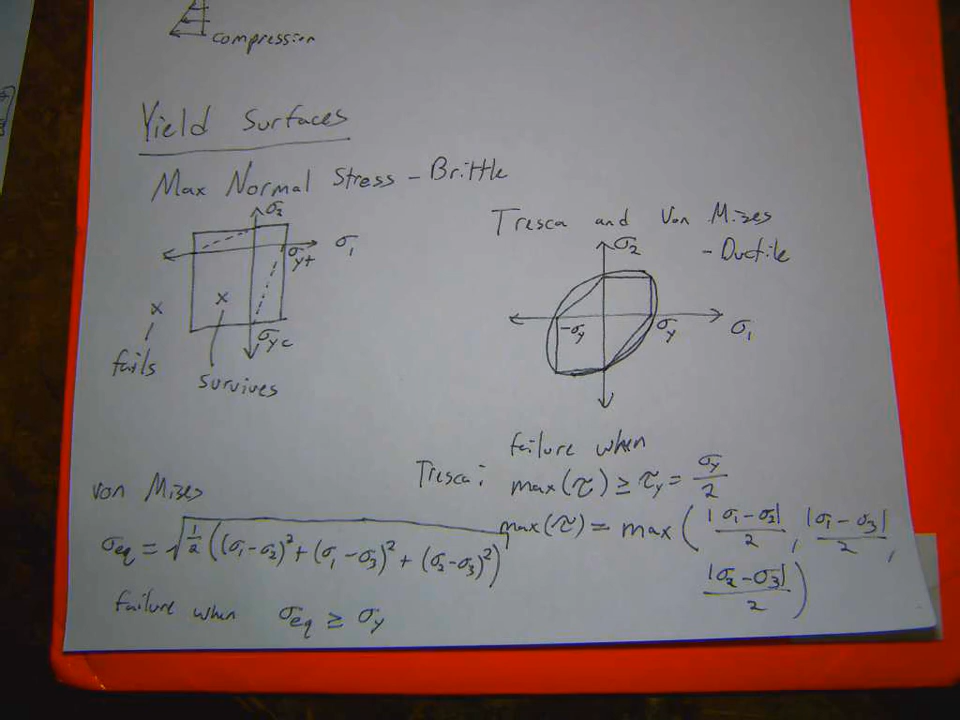 compression
Yield Surfaces
Max Normal Stress - Brittle
σ₂
σ₁
σyt
σyc
x
x
fails
survives
Tresca and Von Mises
- Ductile
σ₂
-σy
σy
σ₁
failure when
Tresca: max(τ) ≥ τy = σy/2
max(τ) = max(|σ₁-σ₂|/2, |σ₁-σ₃|/2,
|σ₂-σ₃|/2)
von Mises
σeq = √(1/2((σ₁-σ₂)²+(σ₁-σ₃)²+(σ₂-σ₃)²))
failure when σeq ≥ σy